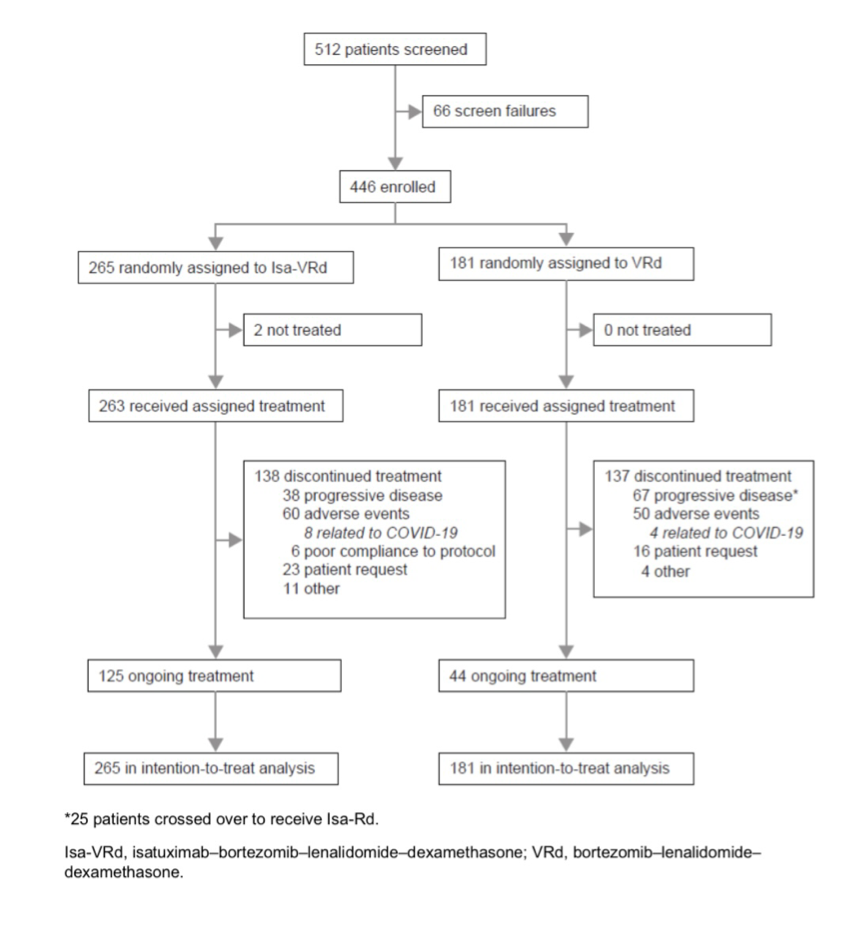 512 patients screened
66 screen failures
446 enrolled
265 randomly assigned to Isa-VRd
181 randomly assigned to VRd
2 not treated
0 not treated
263 received assigned treatment
181 received assigned treatment
138 discontinued treatment
38 progressive disease
60 adverse events
8 related to COVID-19
6 poor compliance to protocol
23 patient request
11 other
137 discontinued treatment
67 progressive disease*
50 adverse events
4 related to COVID-19
16 patient request
4 other
125 ongoing treatment
44 ongoing treatment
265 in intention-to-treat analysis
181 in intention-to-treat analysis
*25 patients crossed over to receive Isa-Rd.
Isa-VRd, isatuximab–bortezomib–lenalidomide–dexamethasone; VRd, bortezomib–lenalidomide–
dexamethasone.